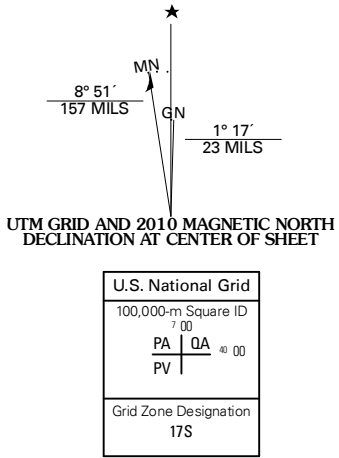 ★
MN
8° 51´
157 MILS
GN
1° 17´
23 MILS
UTM GRID AND 2010 MAGNETIC NORTH
DECLINATION AT CENTER OF SHEET
U.S. National Grid
100,000-m Square ID
7 00
PA QA 40 00
PV
Grid Zone Designation
17S